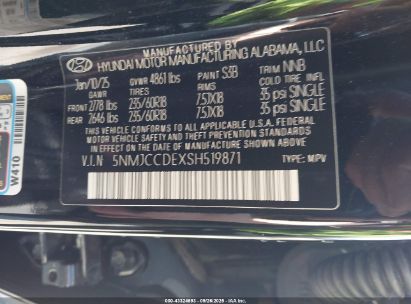 MANUFACTURED BY
HYUNDAI MOTOR MANUFACTURING ALABAMA, LLC
Jan/10/25 GVWR 4861 lbs PAINT S3B TRIM NNB
GAWR TIRES RIMS COLD TIRE INFL
FRONT 2778 lbs 235/60R18 7.5JX18 35 psi SINGLE
REAR 2646 lbs 235/60R18 7.5JX18 35 psi SINGLE
THIS VEHICLE CONFORMS TO ALL APPLICABLE U.S.A. FEDERAL
MOTOR VEHICLE SAFETY AND THEFT PREVENTION STANDARDS
IN EFFECT ON THE DATE OF MANUFACTURE SHOWN ABOVE.
V.I.N 5NMJCCDEXSH519871 TYPE: MPV
W410